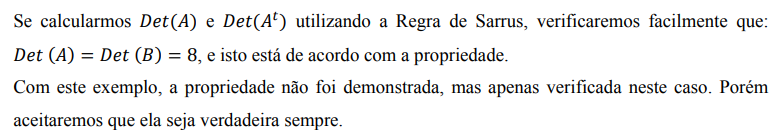 Se calcularmos Det(A) e Det(Aᵗ) utilizando a Regra de Sarrus, verificaremos facilmente que:
Det (A) = Det (B) = 8, e isto está de acordo com a propriedade.
Com este exemplo, a propriedade não foi demonstrada, mas apenas verificada neste caso. Porém
aceitaremos que ela seja verdadeira sempre.